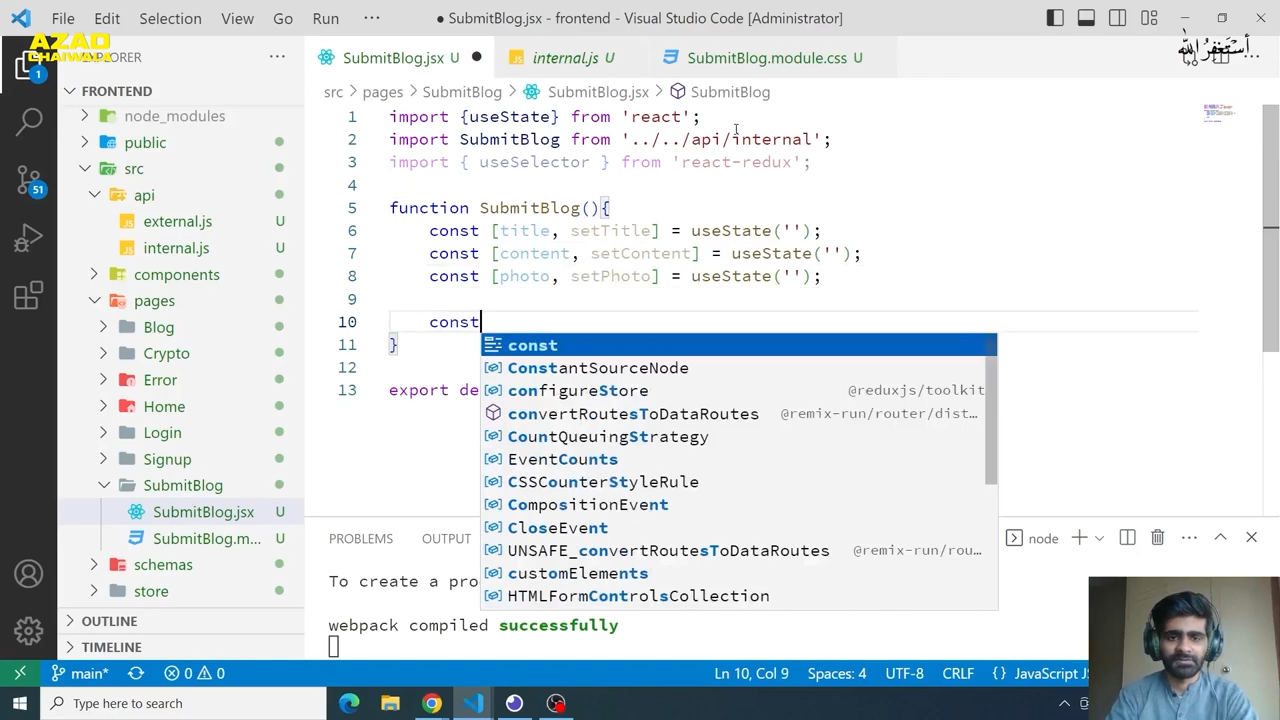 File Edit Selection View Go Run ··· ● SubmitBlog.jsx - frontend - Visual Studio Code [Administrator]
AZAD
CHAIWALA
EXPLORER ···
SubmitBlog.jsx U ● internal.js U SubmitBlog.module.css U
أستغفر الله
1
FRONTEND
src > pages > SubmitBlog > SubmitBlog.jsx > SubmitBlog
node_modules
public
src
api
external.js U
internal.js U
components
pages
Blog
Crypto
Error
Home
Login
Signup
SubmitBlog
SubmitBlog.jsx U
SubmitBlog.m... U
schemas
store
OUTLINE
TIMELINE
51
1 import {useState} from 'react';
2 import SubmitBlog from '../../api/internal';
3 import { useSelector } from 'react-redux';
4
5 function SubmitBlog(){
6 const [title, setTitle] = useState('');
7 const [content, setContent] = useState('');
8 const [photo, setPhoto] = useState('');
9
10 const
11 }
12
13 export de
const
ConstantSourceNode
configureStore @reduxjs/toolkit
convertRoutesToDataRoutes @remix-run/router/dist…
CountQueuingStrategy
EventCounts
CSSCounterStyleRule
CompositionEvent
CloseEvent
UNSAFE_convertRoutesToDataRoutes @remix-run/rou…
customElements
HTMLFormControlsCollection
PROBLEMS OUTPUT node
To create a pro
webpack compiled successfully
main* 0 0 Ln 10, Col 9 Spaces: 4 UTF-8 CRLF {} JavaScript JS
Type here to search